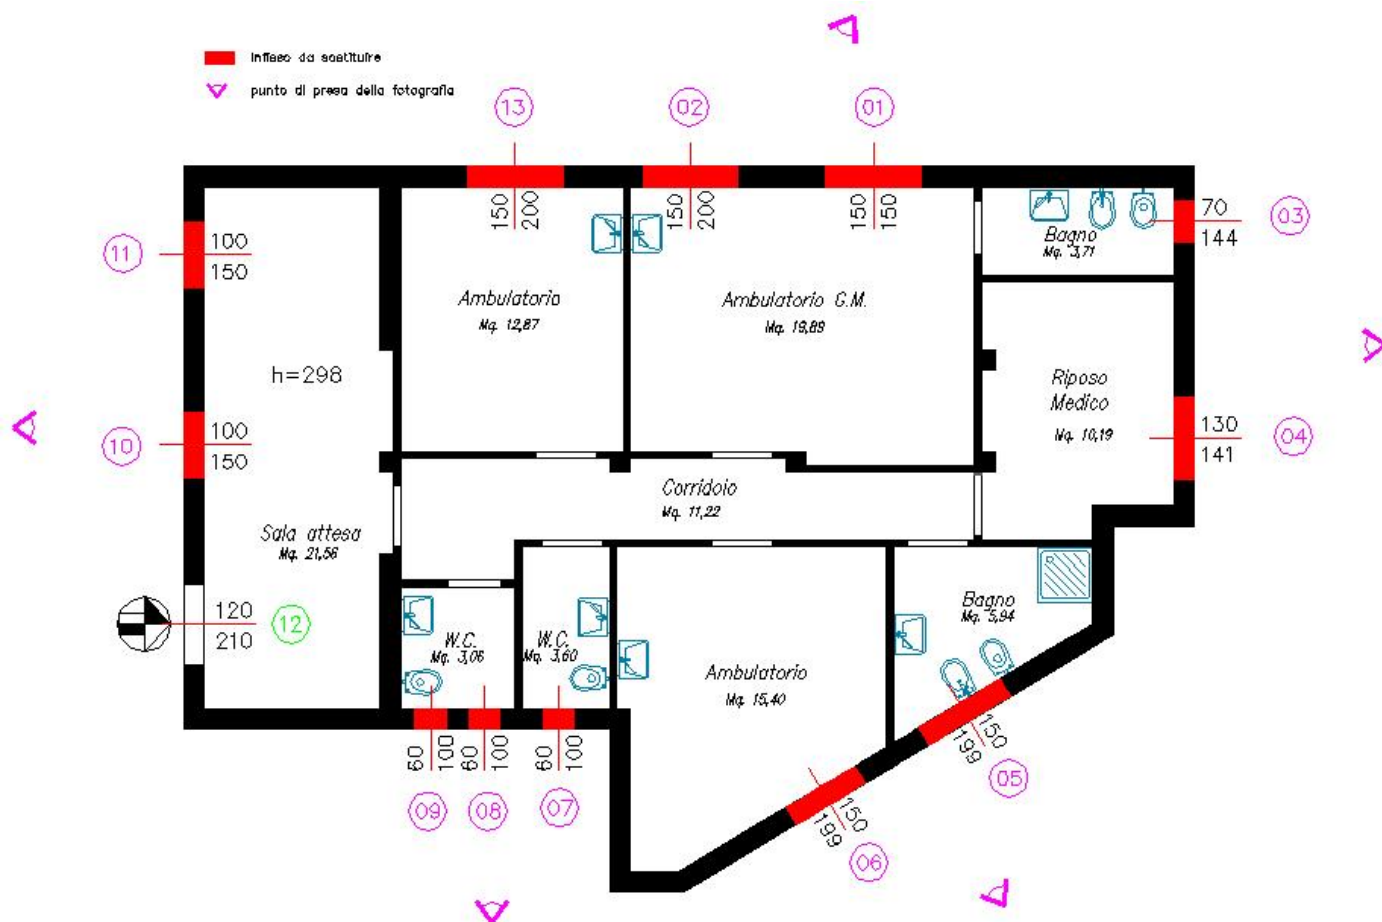 infisso da sostituire
punto di presa della fotografia
13
02
01
150
200
150
200
150
150
70
144
03
11
100
150
Bagno
Mq. 3,71
Ambulatorio
Mq. 12,87
Ambulatorio G.M.
Mq. 19,89
h=298
Riposo
Medico
Mq. 10,19
130
141
04
10
100
150
Corridoio
Mq. 11,22
Sala attesa
Mq. 21,56
120
210
12
W.C.
Mq. 3,06
W.C.
Mq. 3,60
Bagno
Mq. 5,94
Ambulatorio
Mq. 15,40
60
100
60
100
60
100
150
199
150
199
09
08
07
05
06